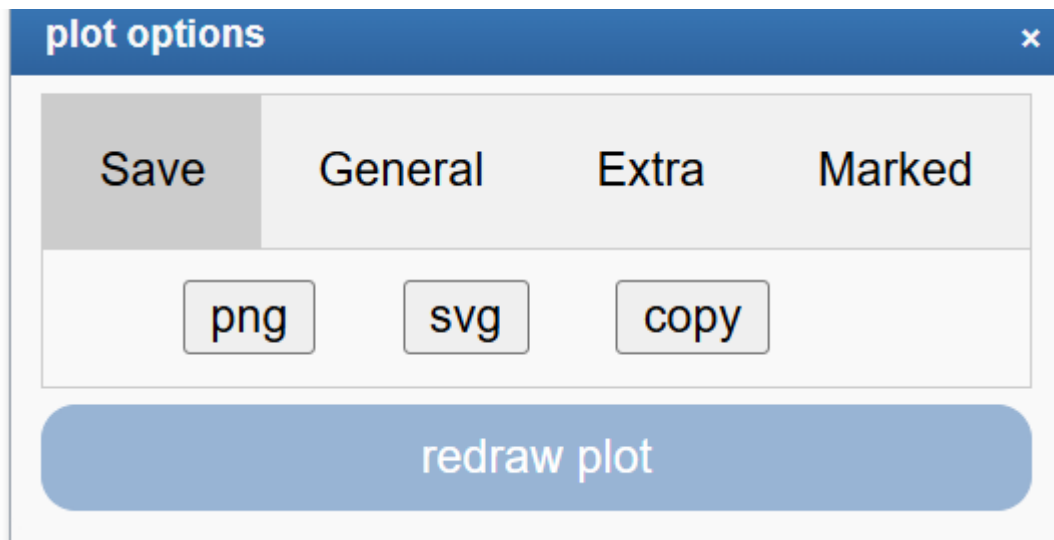 plot options ×
Save General Extra Marked
png svg copy
redraw plot